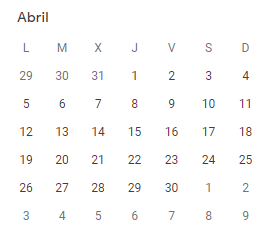 Abril
L M X J V S D
29 30 31 1 2 3 4
5 6 7 8 9 10 11
12 13 14 15 16 17 18
19 20 21 22 23 24 25
26 27 28 29 30 1 2
3 4 5 6 7 8 9